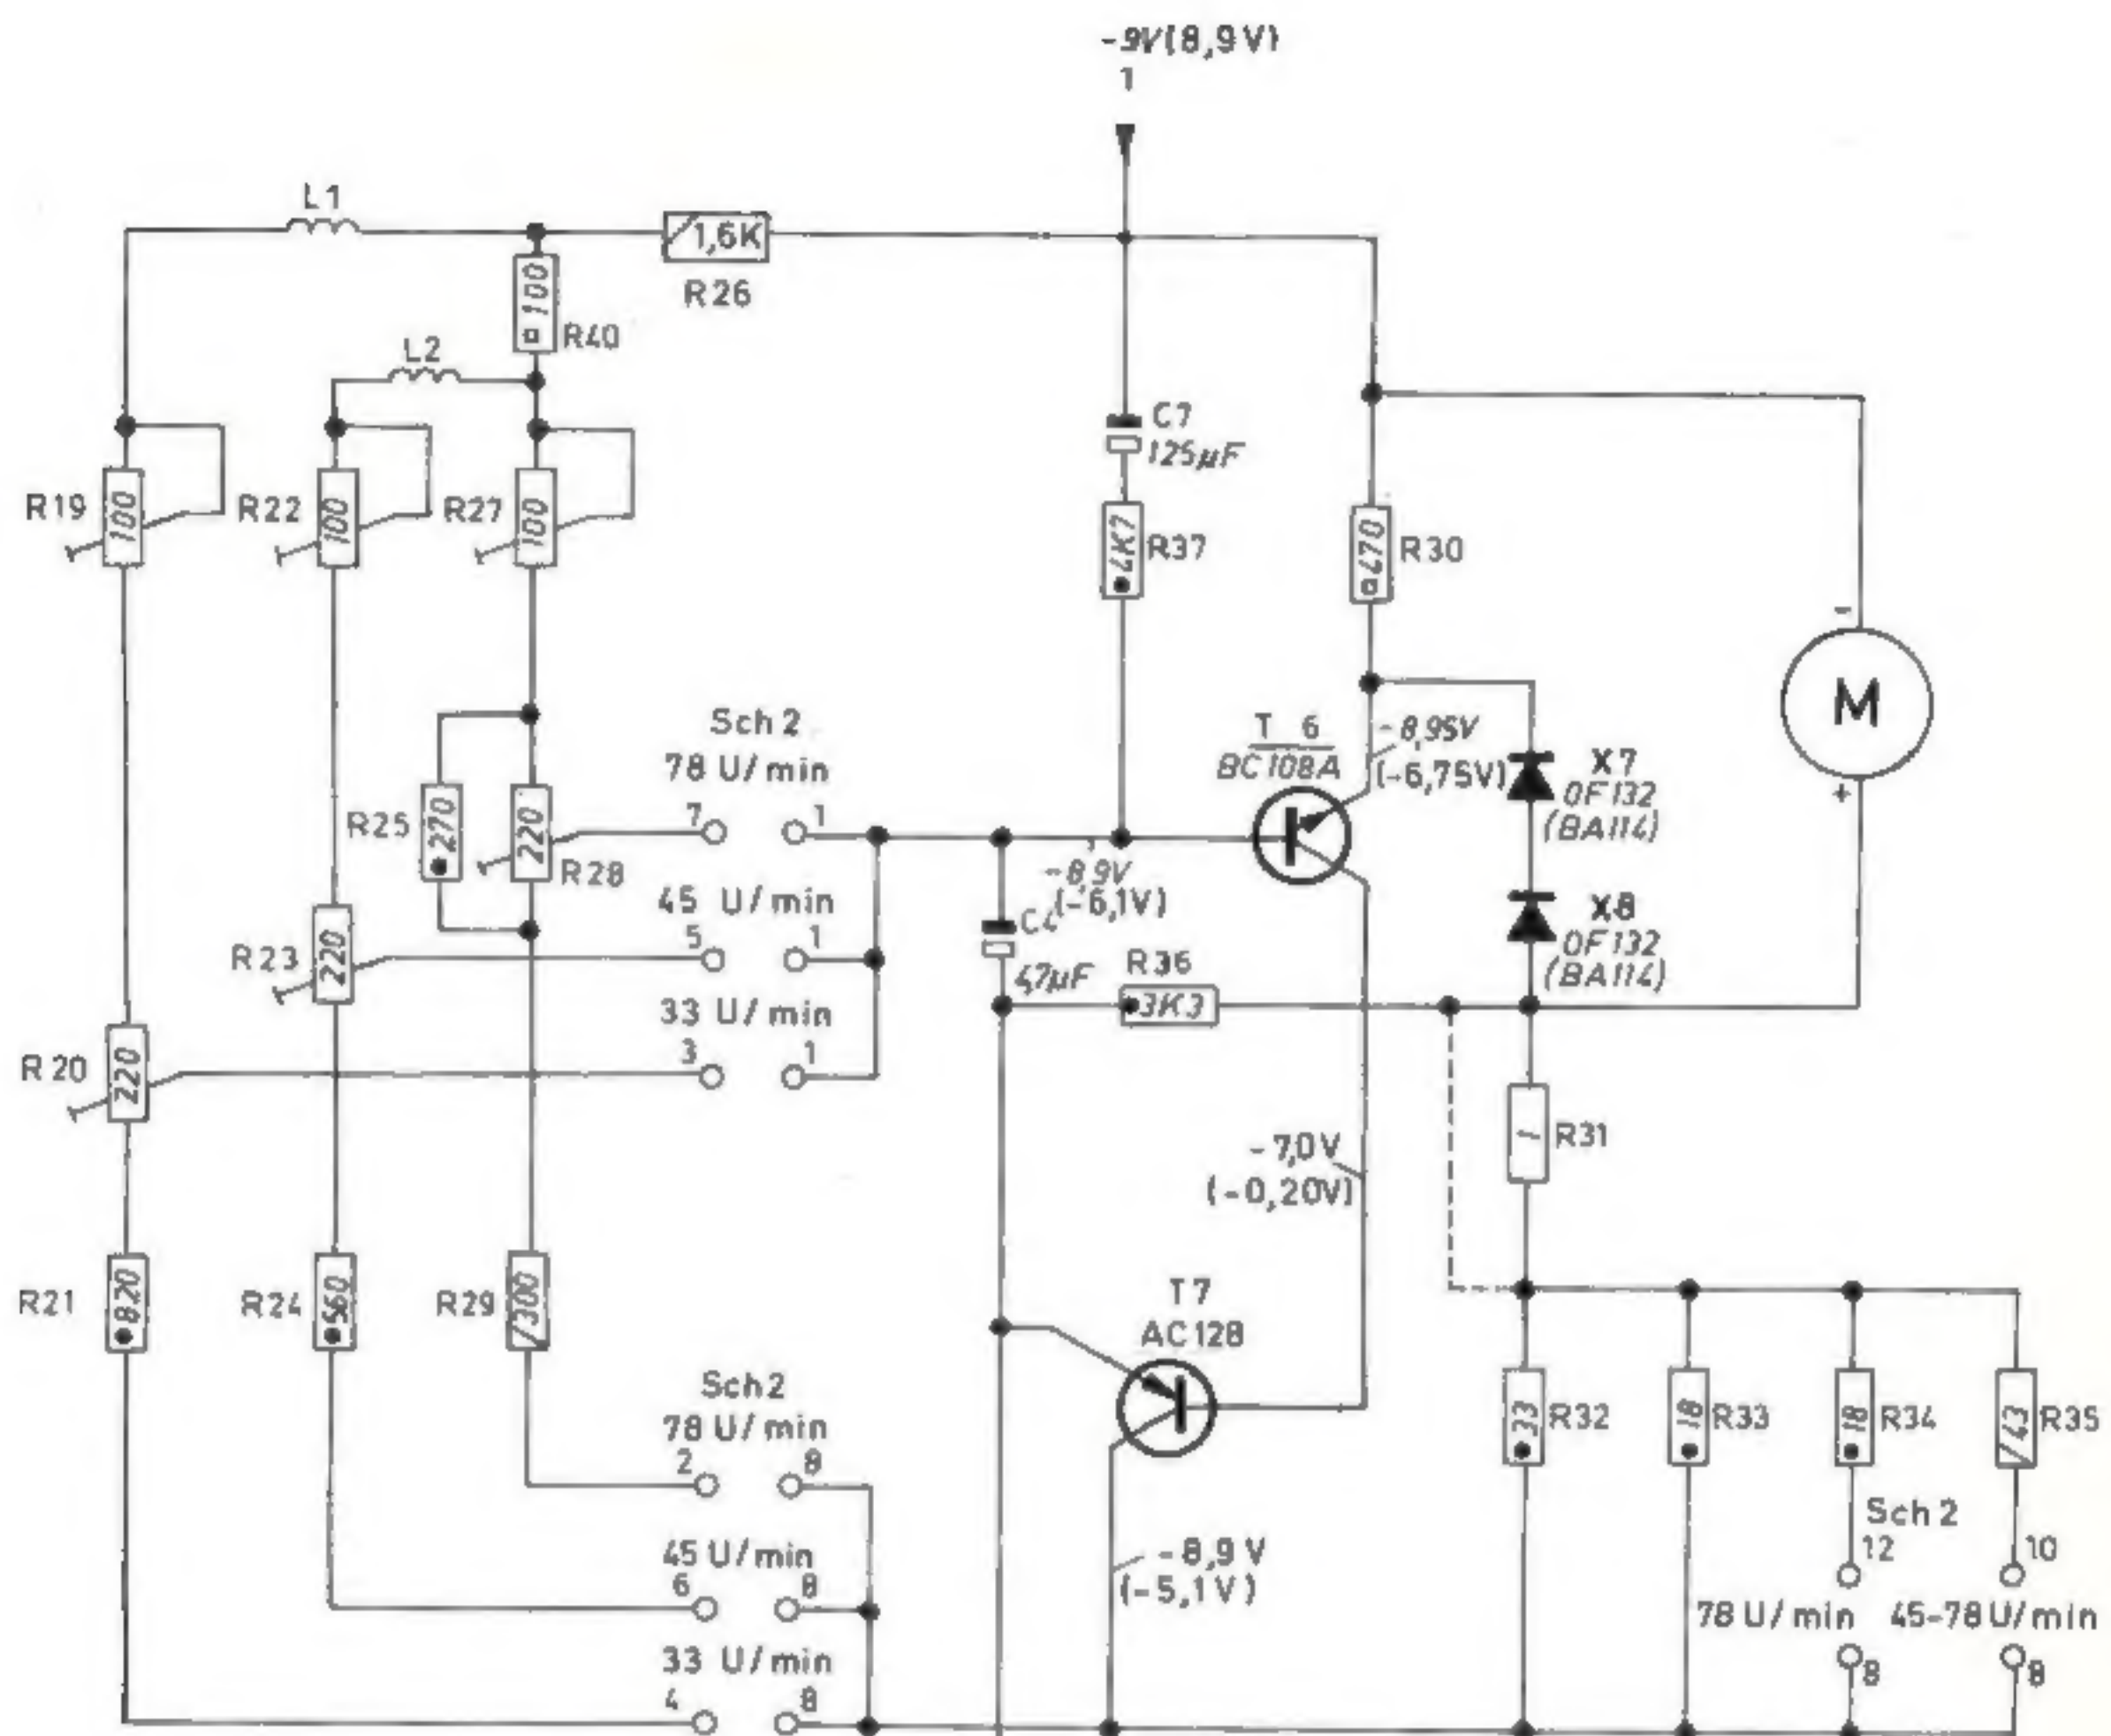 -9V(8,9V)
1
L1
1,6K
R26
100
R40
L2
C7
125µF
R19
100
R22
100
R27
100
4K7
R37
470
R30
-
M
+
Sch 2
78 U/min
7
1
R25
270
220
R28
T 6
BC108A
-8,95V
(-6,75V)
X7
OF132
(BA114)
-8,9V
(-6,1V)
45 U/min
5
1
C4
R23
220
X8
OF132
(BA114)
47µF
R36
3K3
33 U/min
3
1
R20
220
R31
-7,0V
(-0,20V)
R21
820
R24
560
R29
300
T7
AC128
Sch2
78 U/min
2
8
33
R32
18
R33
18
R34
43
R35
Sch 2
12
10
-8,9 V
(-5,1V)
45 U/min
6
8
78 U/min
45-78 U/min
33 U/min
4
8
8
8